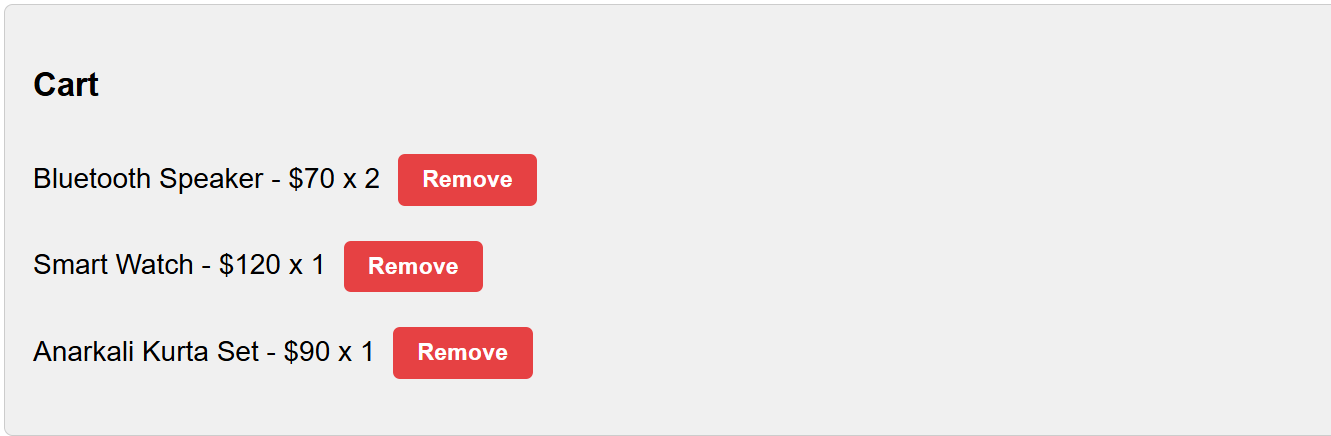 Cart
Bluetooth Speaker - $70 x 2 Remove
Smart Watch - $120 x 1 Remove
Anarkali Kurta Set - $90 x 1 Remove